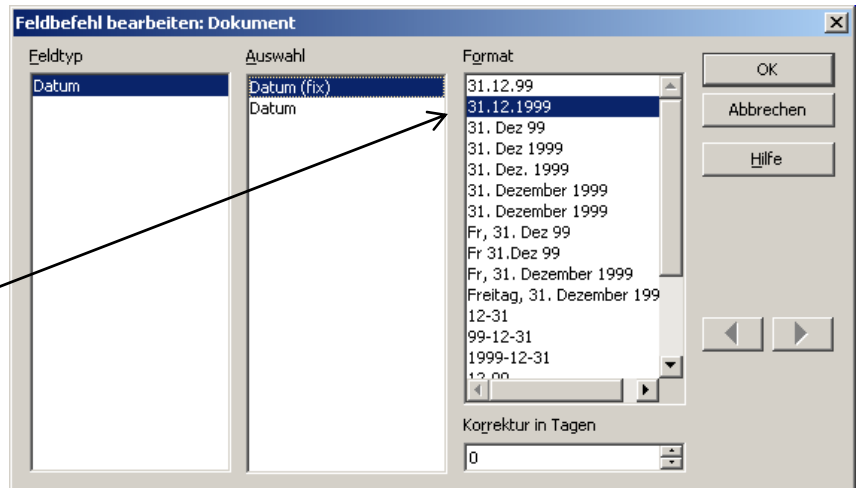 Feldbefehl bearbeiten: Dokument
Feldtyp
Datum
Auswahl
Datum (fix)
Datum
Format
31.12.99
31.12.1999
31. Dez 99
31. Dez 1999
31. Dez. 1999
31. Dezember 1999
31. Dezember 1999
Fr, 31. Dez 99
Fr 31.Dez 99
Fr, 31. Dezember 1999
Freitag, 31. Dezember 199
12-31
99-12-31
1999-12-31
12.99
Korrektur in Tagen
0
OK
Abbrechen
Hilfe